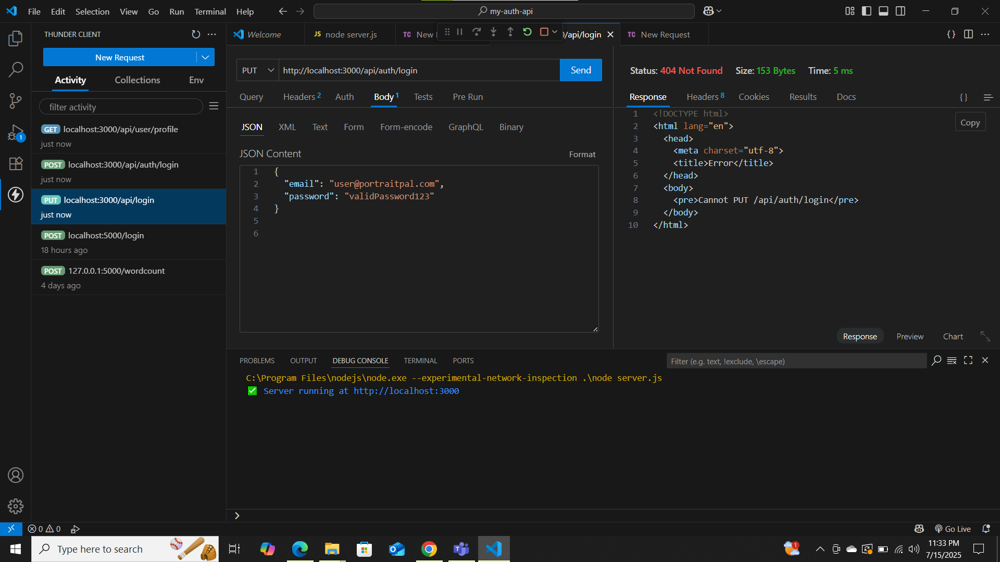 File Edit Selection View Go Run Terminal Help
my-auth-api
THUNDER CLIENT
New Request
Activity Collections Env
filter activity
GET localhost:3000/api/user/profile
just now
POST localhost:3000/api/auth/login
just now
PUT localhost:3000/api/login
just now
POST localhost:5000/login
18 hours ago
POST 127.0.0.1:5000/wordcount
4 days ago
Welcome
JS node server.js
TC New
/api/login
TC New Request
PUT http://localhost:3000/api/auth/login Send
Query Headers 2 Auth Body 1 Tests Pre Run
JSON XML Text Form Form-encode GraphQL Binary
JSON Content Format
1 {
2 "email": "user@portraitpal.com",
3 "password": "validPassword123"
4 }
5
6
Status: 404 Not Found Size: 153 Bytes Time: 5 ms
Response Headers 8 Cookies Results Docs {}
Copy
1 <!DOCTYPE html>
2 <html lang="en">
3 <head>
4 <meta charset="utf-8">
5 <title>Error</title>
6 </head>
7 <body>
8 <pre>Cannot PUT /api/auth/login</pre>
9 </body>
10 </html>
Response Preview Chart
PROBLEMS OUTPUT DEBUG CONSOLE TERMINAL PORTS
Filter (e.g. text, !exclude, \escape)
C:\Program Files\nodejs\node.exe --experimental-network-inspection .\node server.js
✅ Server running at http://localhost:3000
1
0 0
Go Live
Type here to search
1
11:33 PM
7/15/2025